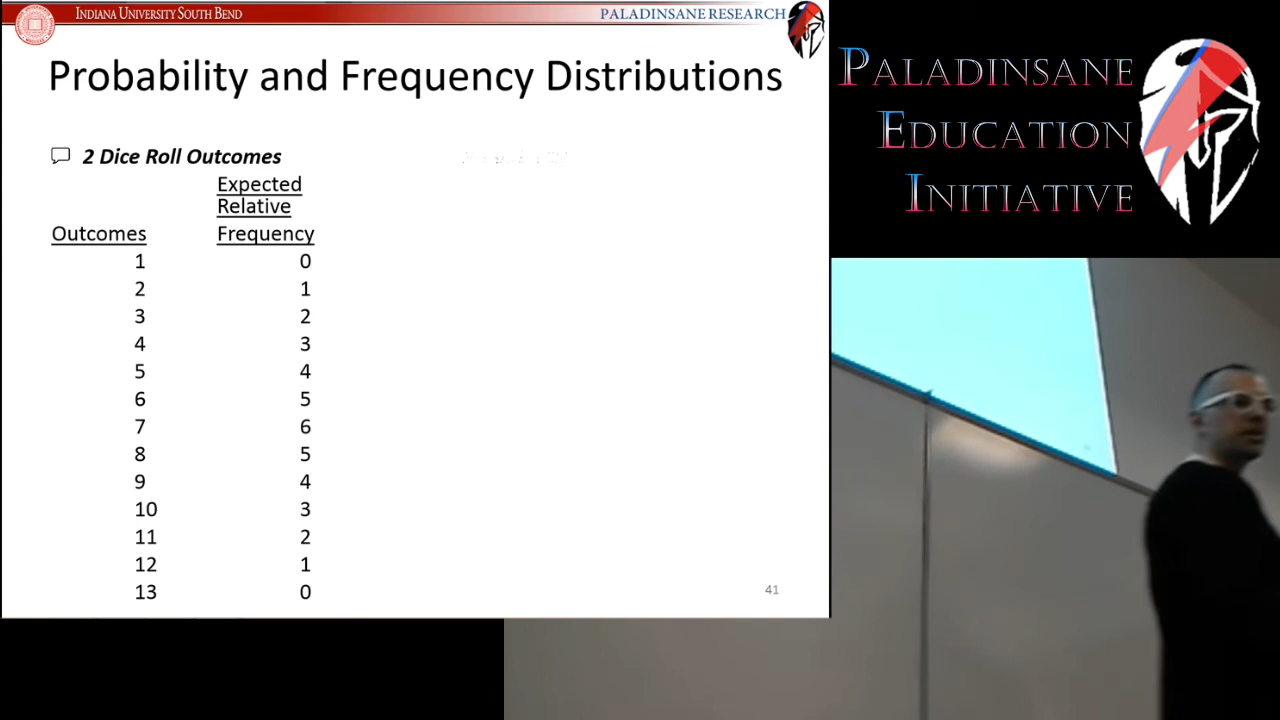 INDIANA UNIVERSITY SOUTH BEND
PALADINSANE RESEARCH
Probability and Frequency Distributions
2 Dice Roll Outcomes
Expected
Relative
Outcomes Frequency
1 0
2 1
3 2
4 3
5 4
6 5
7 6
8 5
9 4
10 3
11 2
12 1
13 0
41
PALADINSANE
EDUCATION
INITIATIVE